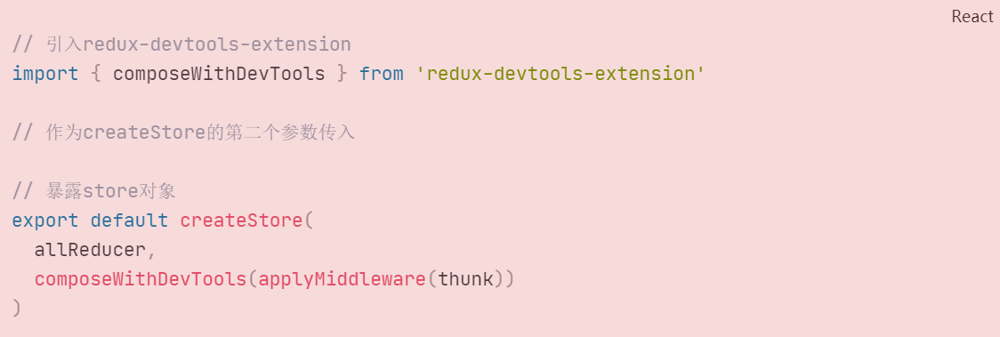 React
// 引入redux-devtools-extension
import { composeWithDevTools } from 'redux-devtools-extension'
// 作为createStore的第二个参数传入
// 暴露store对象
export default createStore(
  allReducer,
  composeWithDevTools(applyMiddleware(thunk))
)